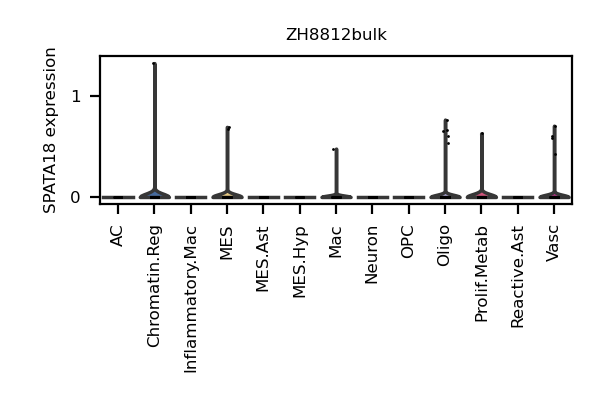 ZH8812bulk
SPATA18 expression
1
0
AC
Chromatin.Reg
Inflammatory.Mac
MES
MES.Ast
MES.Hyp
Mac
Neuron
OPC
Oligo
Prolif.Metab
Reactive.Ast
Vasc